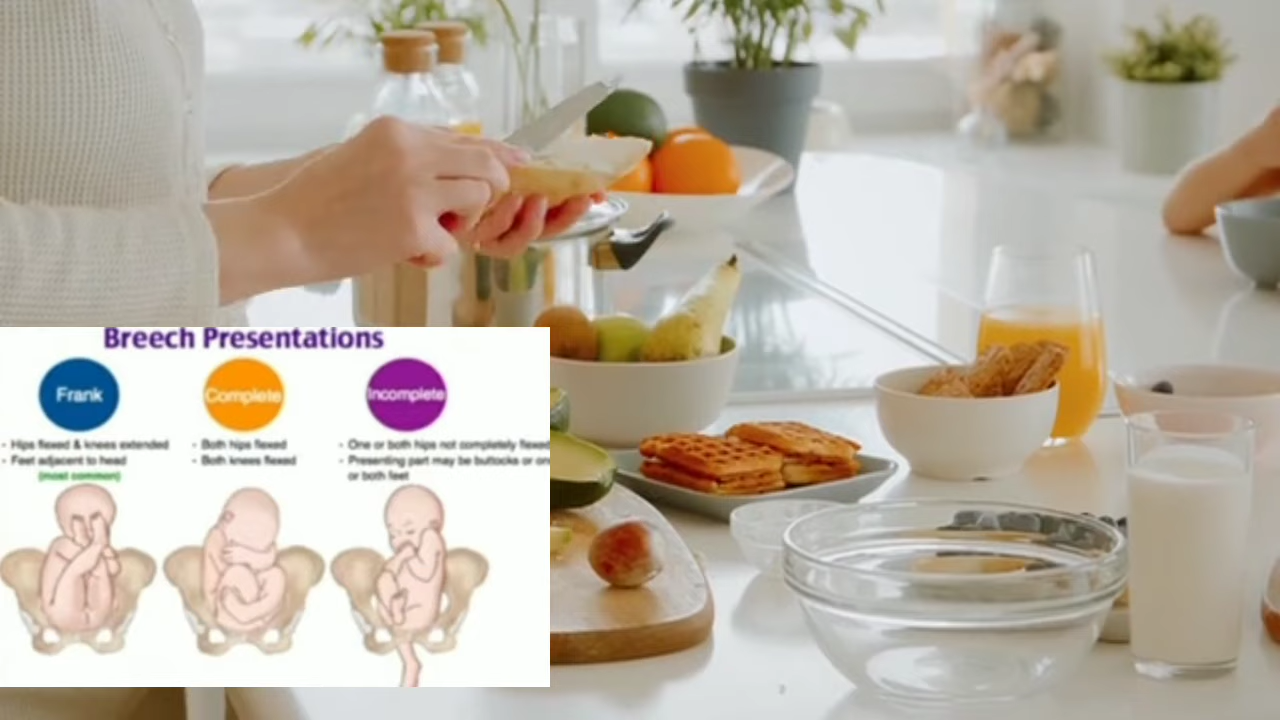 Breech Presentations
Frank
Complete
Incomplete
- Hips flexed & knees extended
- Feet adjacent to head
(most common)
- Both hips flexed
- Both knees flexed
- One or both hips not completely flexed
- Presenting part may be buttocks or one
or both feet